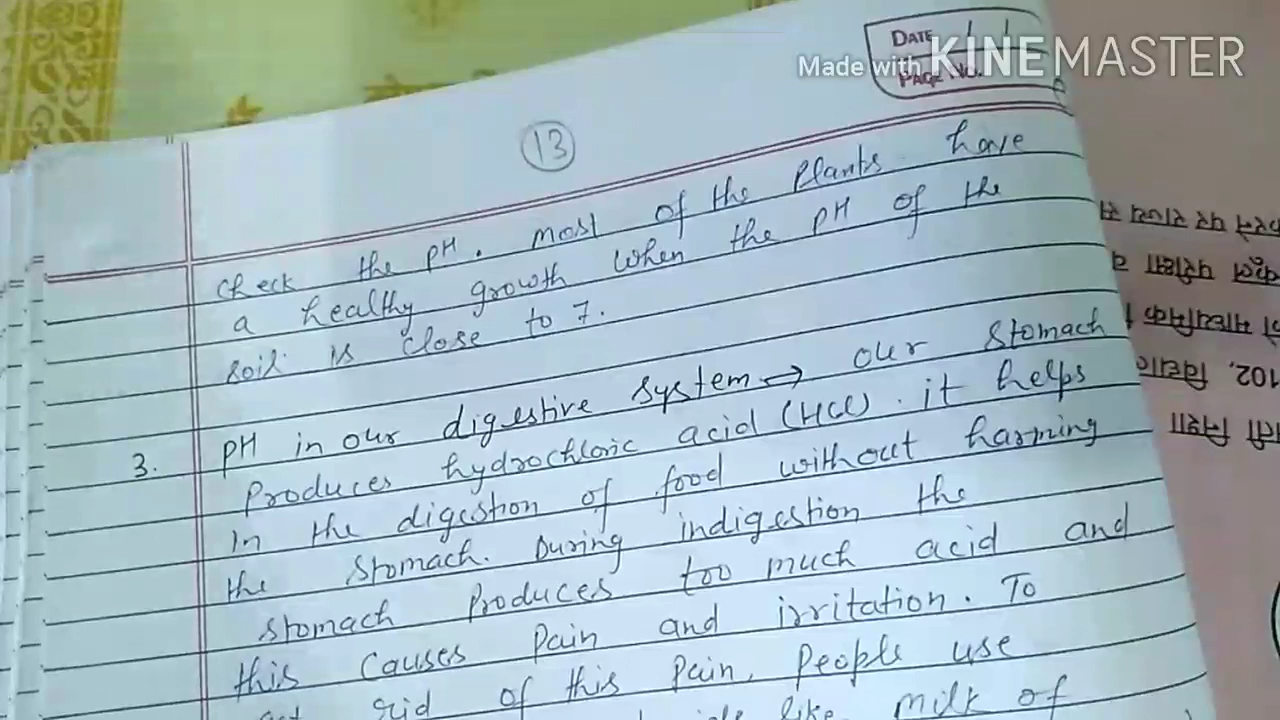 DATE / /
Made with KINEMASTER
PAGE NO.
13
check the pH. most of the plants have
a healthy growth when the pH of the
soil is close to 7.
3. pH in our digestive system → our stomach
produces hydrochloric acid (HCl). it helps
in the digestion of food without harming
the stomach. During indigestion the
stomach produces too much acid and
this causes pain and irritation. To
rid of this pain, people use
like milk of
करने पर राज्य स
102. विद्या